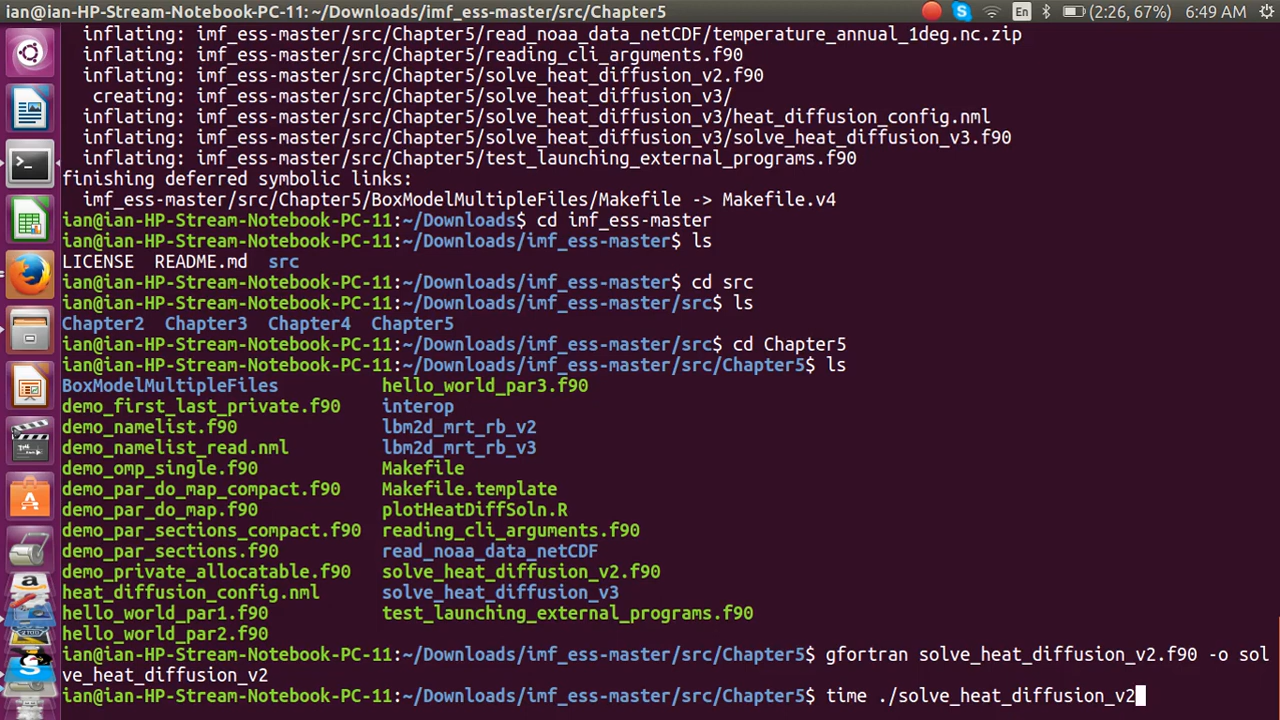 ian@ian-HP-Stream-Notebook-PC-11: ~/Downloads/imf_ess-master/src/Chapter5
En
(2:26, 67%)
6:49 AM
inflating: imf_ess-master/src/Chapter5/read_noaa_data_netCDF/temperature_annual_1deg.nc.zip
inflating: imf_ess-master/src/Chapter5/reading_cli_arguments.f90
inflating: imf_ess-master/src/Chapter5/solve_heat_diffusion_v2.f90
creating: imf_ess-master/src/Chapter5/solve_heat_diffusion_v3/
inflating: imf_ess-master/src/Chapter5/solve_heat_diffusion_v3/heat_diffusion_config.nml
inflating: imf_ess-master/src/Chapter5/solve_heat_diffusion_v3/solve_heat_diffusion_v3.f90
inflating: imf_ess-master/src/Chapter5/test_launching_external_programs.f90
finishing deferred symbolic links:
imf_ess-master/src/Chapter5/BoxModelMultipleFiles/Makefile -> Makefile.v4
ian@ian-HP-Stream-Notebook-PC-11:~/Downloads$ cd imf_ess-master
ian@ian-HP-Stream-Notebook-PC-11:~/Downloads/imf_ess-master$ ls
LICENSE README.md src
ian@ian-HP-Stream-Notebook-PC-11:~/Downloads/imf_ess-master$ cd src
ian@ian-HP-Stream-Notebook-PC-11:~/Downloads/imf_ess-master/src$ ls
Chapter2 Chapter3 Chapter4 Chapter5
ian@ian-HP-Stream-Notebook-PC-11:~/Downloads/imf_ess-master/src$ cd Chapter5
ian@ian-HP-Stream-Notebook-PC-11:~/Downloads/imf_ess-master/src/Chapter5$ ls
BoxModelMultipleFiles hello_world_par3.f90
demo_first_last_private.f90 interop
demo_namelist.f90 lbm2d_mrt_rb_v2
demo_namelist_read.nml lbm2d_mrt_rb_v3
demo_omp_single.f90 Makefile
demo_par_do_map_compact.f90 Makefile.template
demo_par_do_map.f90 plotHeatDiffSoln.R
demo_par_sections_compact.f90 reading_cli_arguments.f90
demo_par_sections.f90 read_noaa_data_netCDF
demo_private_allocatable.f90 solve_heat_diffusion_v2.f90
heat_diffusion_config.nml solve_heat_diffusion_v3
hello_world_par1.f90 test_launching_external_programs.f90
hello_world_par2.f90
ian@ian-HP-Stream-Notebook-PC-11:~/Downloads/imf_ess-master/src/Chapter5$ gfortran solve_heat_diffusion_v2.f90 -o sol
ve_heat_diffusion_v2
ian@ian-HP-Stream-Notebook-PC-11:~/Downloads/imf_ess-master/src/Chapter5$ time ./solve_heat_diffusion_v2